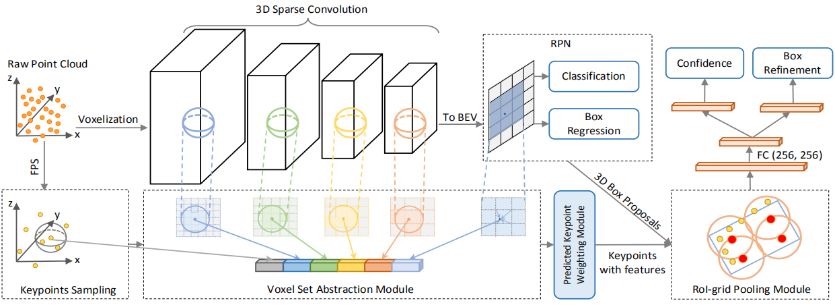 3D Sparse Convolution
Raw Point Cloud
z
y
x
Voxelization
FPS
To BEV
RPN
Classification
Box
Regression
Confidence
Box
Refinement
FC (256, 256)
3D Box Proposals
z
y
x
Keypoints Sampling
Voxel Set Abstraction Module
Predicted Keypoint
Weighting Module
Keypoints
with features
RoI-grid Pooling Module